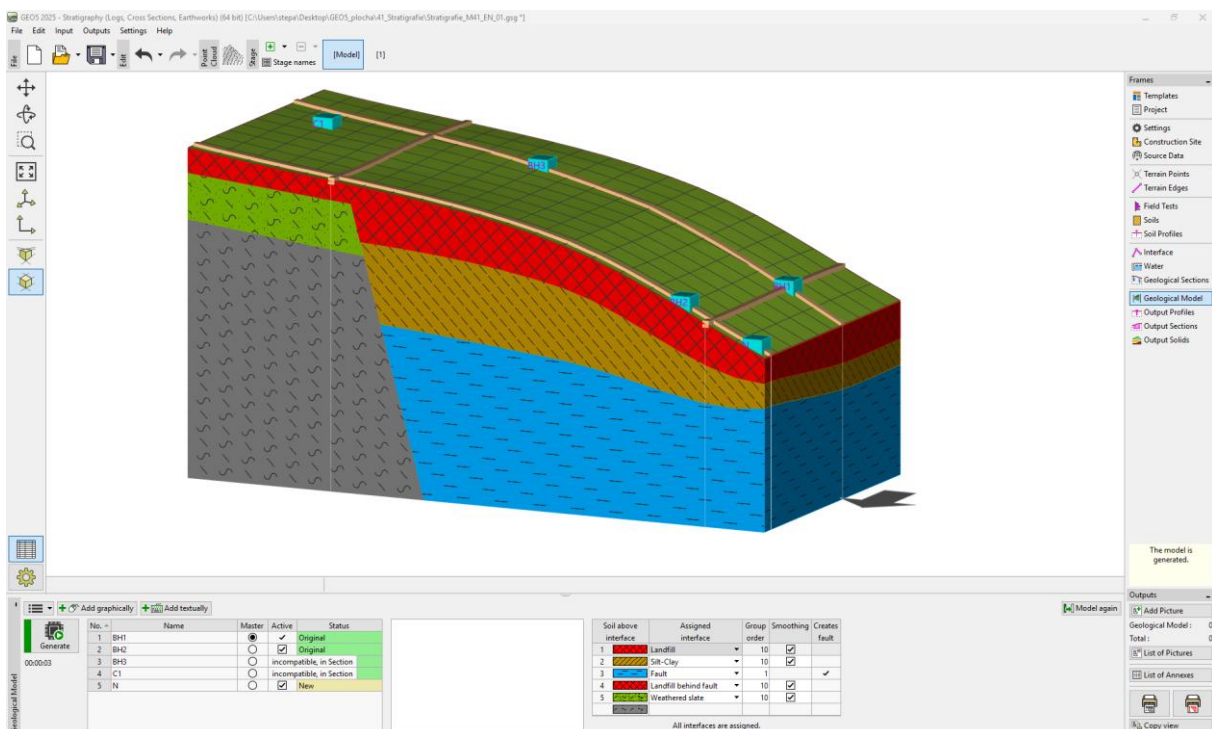 GEO5 2025 - Stratigraphy (Logs, Cross Sections, Earthworks) (64 bit) [C:\Users\stepa\Desktop\GEO5_plocha\41_Stratigrafie\Stratigrafie_M41_EN_01.gsg *]
File Edit Input Outputs Settings Help
File
Edit
Point Cloud
Stage
Stage names
[Model]
[1]
Frames
Templates
Project
Settings
Construction Site
Source Data
Terrain Points
Terrain Edges
Field Tests
Soils
Soil Profiles
Interface
Water
Geological Sections
Geological Model
Output Profiles
Output Sections
Output Solids
C1
BH3
BH1
BH2
The model is
generated.
Outputs
Add Picture
Geological Model : 0
Total : 0
List of Pictures
List of Annexes
Copy view
Geological Model
Add graphically
Add textually
Model again
Generate
00:00:03
No. Name Master Active Status
1 BH1 Original
2 BH2 Original
3 BH3 incompatible, in Section
4 C1 incompatible, in Section
5 N New
Soil above interface Assigned interface Group order Smoothing Creates fault
1 Landfill 10
2 Silt-Clay 10
3 Fault 1
4 Landfill behind fault 10
5 Weathered slate 10
All interfaces are assigned.